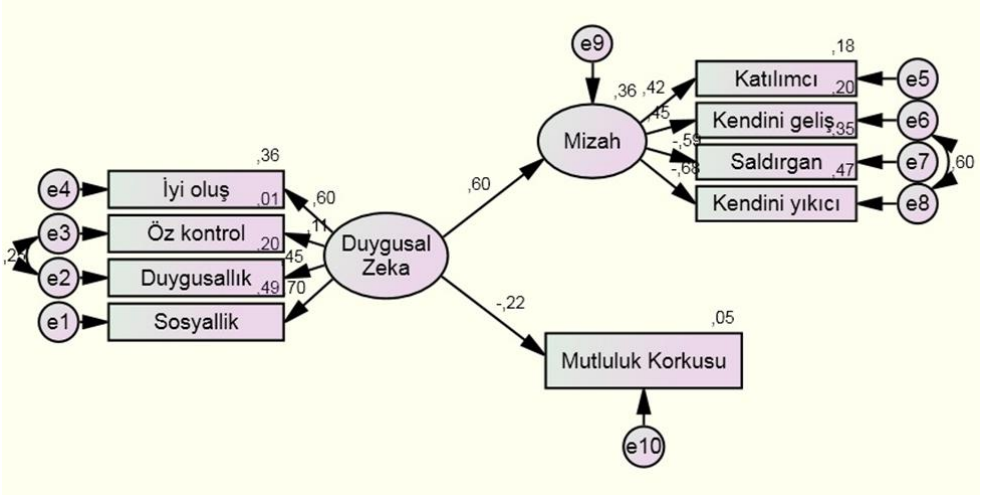 e9
,18
,36
,42
Katılımcı
,20
e5
,45
Kendini geliş
,35
e6
Mizah
-,59
Saldırgan
,47
e7
,60
-,68
Kendini yıkıcı
e8
,36
e4
İyi oluş
,01
,60
,60
e3
Öz kontrol
,20
,11
Duygusal
Zeka
e2
Duygusallık
,49
,45
e1
Sosyallik
,70
-,22
,05
Mutluluk Korkusu
e10